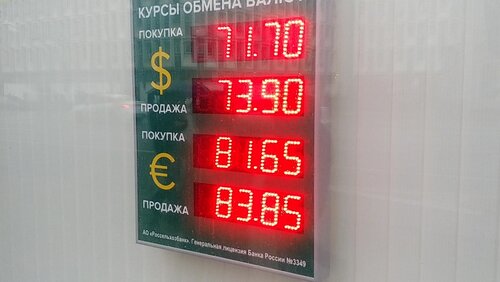 КУРСЫ ОБМЕНА ВАЛЮТ
ПОКУПКА 71.70
$
ПРОДАЖА 73.90
ПОКУПКА 81.65
€
ПРОДАЖА 83.85
АО «Россельхозбанк». Генеральная лицензия Банка России №3349